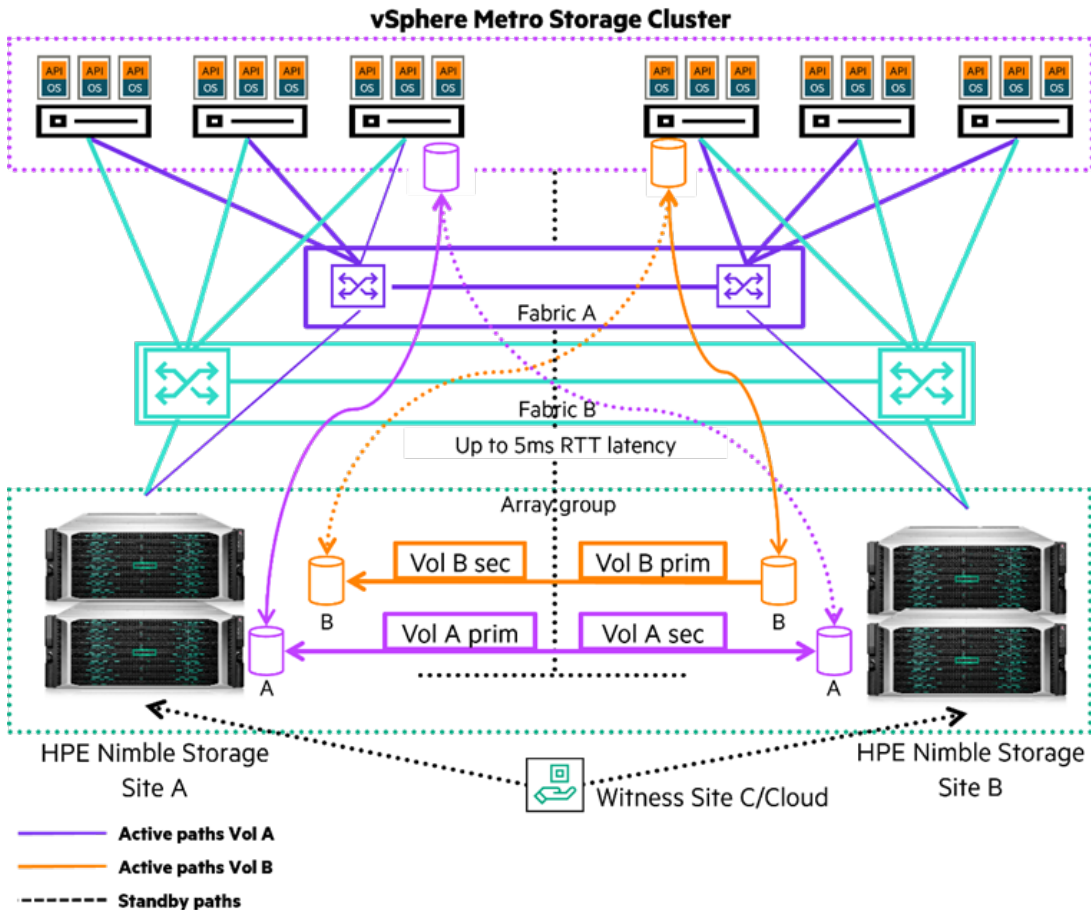 vSphere Metro Storage Cluster
API API API API API API API API API API API API API API API API API API
OS OS OS OS OS OS OS OS OS OS OS OS OS OS OS OS OS OS
Fabric A
Fabric B
Up to 5ms RTT latency
Array group
Vol B sec Vol B prim
B B
Vol A prim Vol A sec
A A
HPE Nimble Storage
Site A
HPE Nimble Storage
Site B
Witness Site C/Cloud
Active paths Vol A
Active paths Vol B
Standby paths